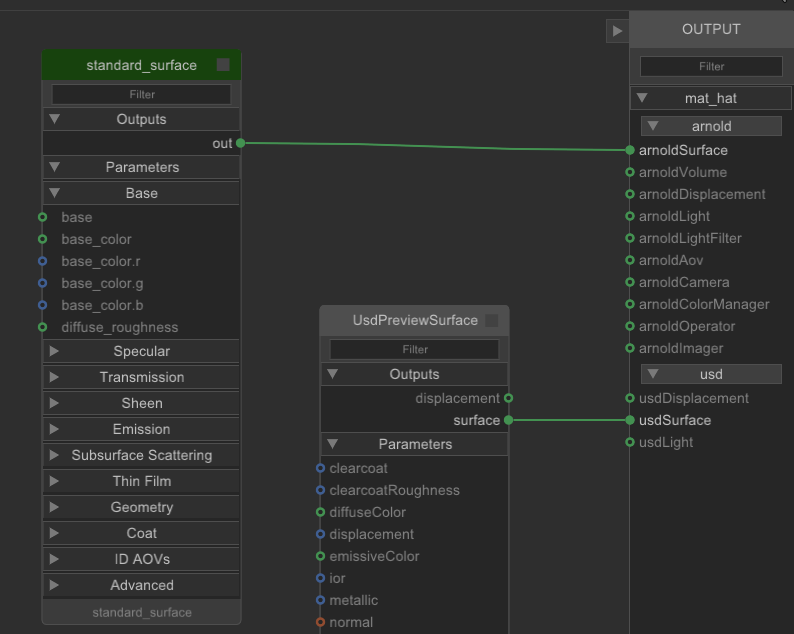 standard_surface
Filter
Outputs
out
Parameters
Base
base
base_color
base_color.r
base_color.g
base_color.b
diffuse_roughness
Specular
Transmission
Sheen
Emission
Subsurface Scattering
Thin Film
Geometry
Coat
ID AOVs
Advanced
standard_surface
UsdPreviewSurface
Filter
Outputs
displacement
surface
Parameters
clearcoat
clearcoatRoughness
diffuseColor
displacement
emissiveColor
ior
metallic
normal
OUTPUT
Filter
mat_hat
arnold
arnoldSurface
arnoldVolume
arnoldDisplacement
arnoldLight
arnoldLightFilter
arnoldAov
arnoldCamera
arnoldColorManager
arnoldOperator
arnoldImager
usd
usdDisplacement
usdSurface
usdLight